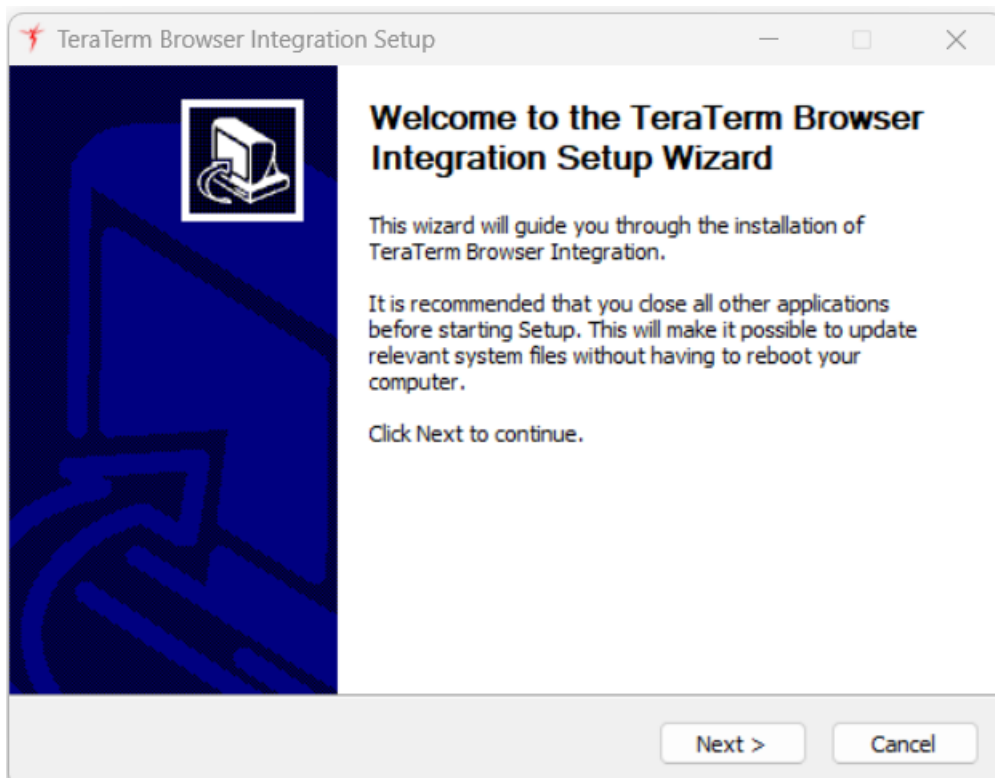 TeraTerm Browser Integration Setup
Welcome to the TeraTerm Browser
Integration Setup Wizard
This wizard will guide you through the installation of
TeraTerm Browser Integration.
It is recommended that you close all other applications
before starting Setup. This will make it possible to update
relevant system files without having to reboot your
computer.
Click Next to continue.
Next >
Cancel